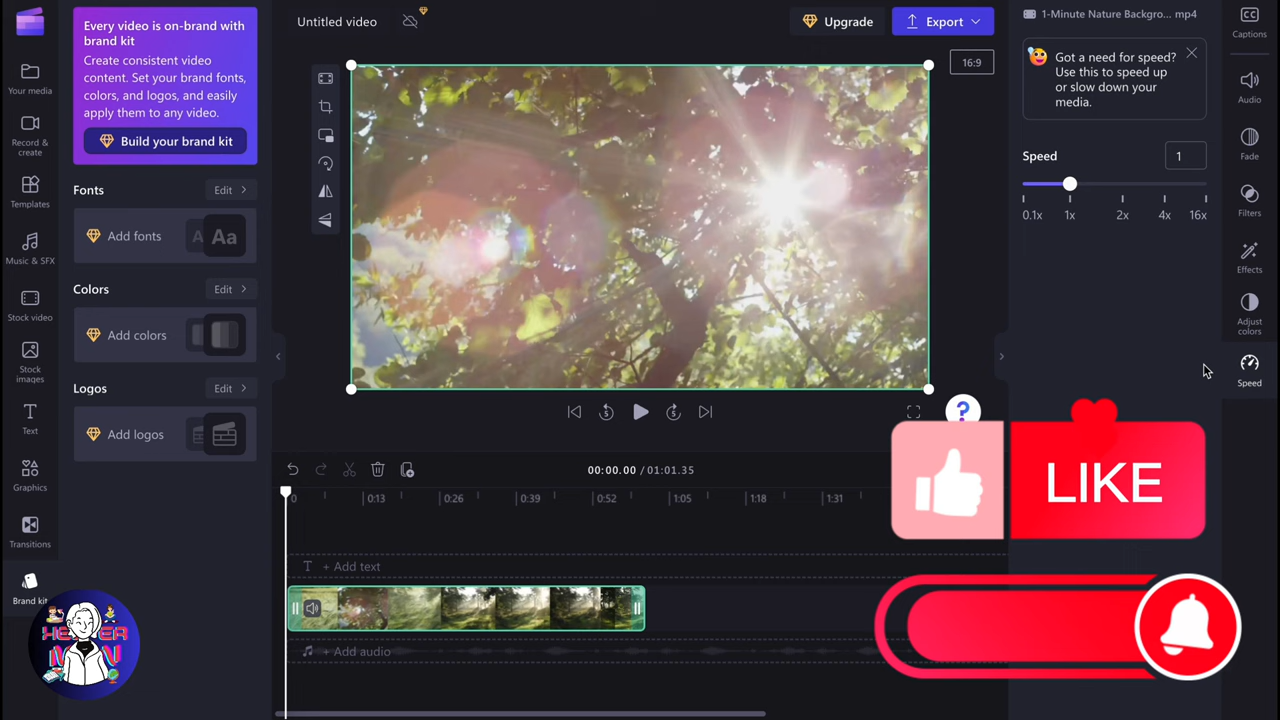 Every video is on-brand with
brand kit
Create consistent video
content. Set your brand fonts,
colors, and logos, and easily
apply them to any video.
Build your brand kit
Fonts
Edit
Add fonts
A Aa
Colors
Edit
Add colors
Logos
Edit
Add logos
Your media
Record &
create
Templates
Music & SFX
Stock video
Stock
images
Text
Graphics
Transitions
Brand kit
Untitled video
Upgrade
Export
16:9
5
5
?
00:00.00 / 01:01.35
0
0:13
0:26
0:39
0:52
1:05
1:18
1:31
T + Add text
+ Add audio
1-Minute Nature Backgro... mp4
Got a need for speed?
Use this to speed up
or slow down your
media.
Speed
1
0.1x
1x
2x
4x
16x
CC
Captions
Audio
Fade
Filters
Effects
Adjust
colors
Speed
LIKE